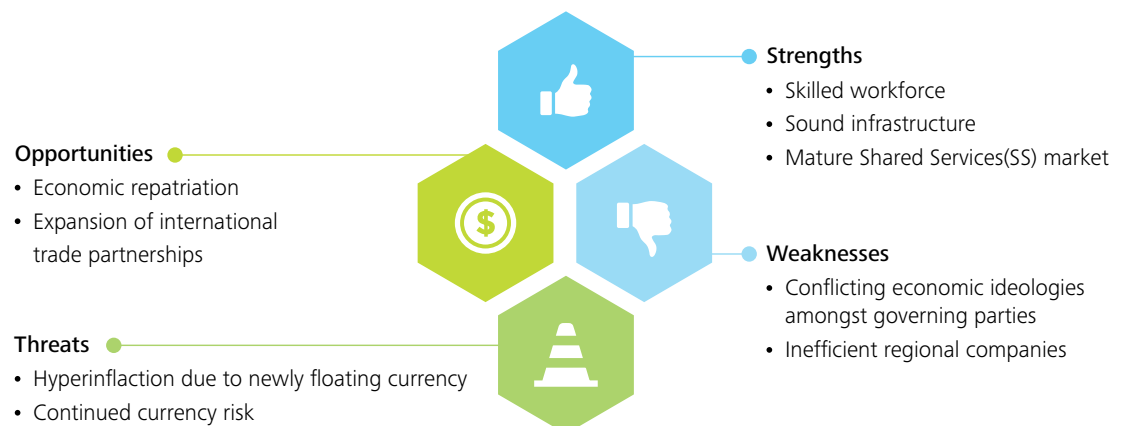 Strengths
• Skilled workforce
• Sound infrastructure
• Mature Shared Services(SS) market
Opportunities
• Economic repatriation
• Expansion of international
trade partnerships
$
Weaknesses
• Conflicting economic ideologies
amongst governing parties
• Inefficient regional companies
Threats
• Hyperinflaction due to newly floating currency
• Continued currency risk